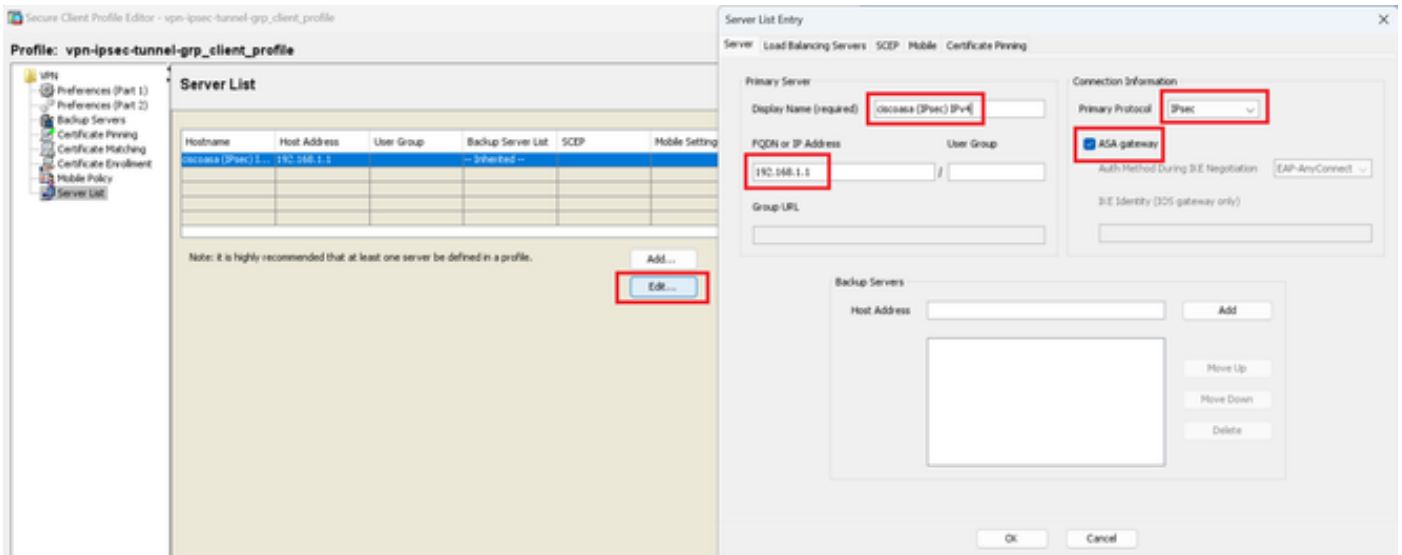 Secure Client Profile Editor - vpn-ipsec-tunnel-grp_client_profile
Profile: vpn-ipsec-tunnel-grp_client_profile
VPN
Preferences (Part 1)
Preferences (Part 2)
Backup Servers
Certificate Pinning
Certificate Matching
Certificate Enrollment
Mobile Policy
Server List
Server List
Hostname Host Address User Group Backup Server List SCEP Mobile Setting
ciscoasa (IPsec) I... 192.168.1.1 -- Inherited --
Note: it is highly recommended that at least one server be defined in a profile.
Add...
Edit...
Server List Entry
Server Load Balancing Servers SCEP Mobile Certificate Pinning
Primary Server
Display Name (required) ciscoasa (IPsec) IPv4
FQDN or IP Address User Group
192.168.1.1 /
Group URL
Connection Information
Primary Protocol IPsec
ASA gateway
Auth Method During IKE Negotiation EAP-AnyConnect
IKE Identity (IOS gateway only)
Backup Servers
Host Address Add
Move Up
Move Down
Delete
OK Cancel